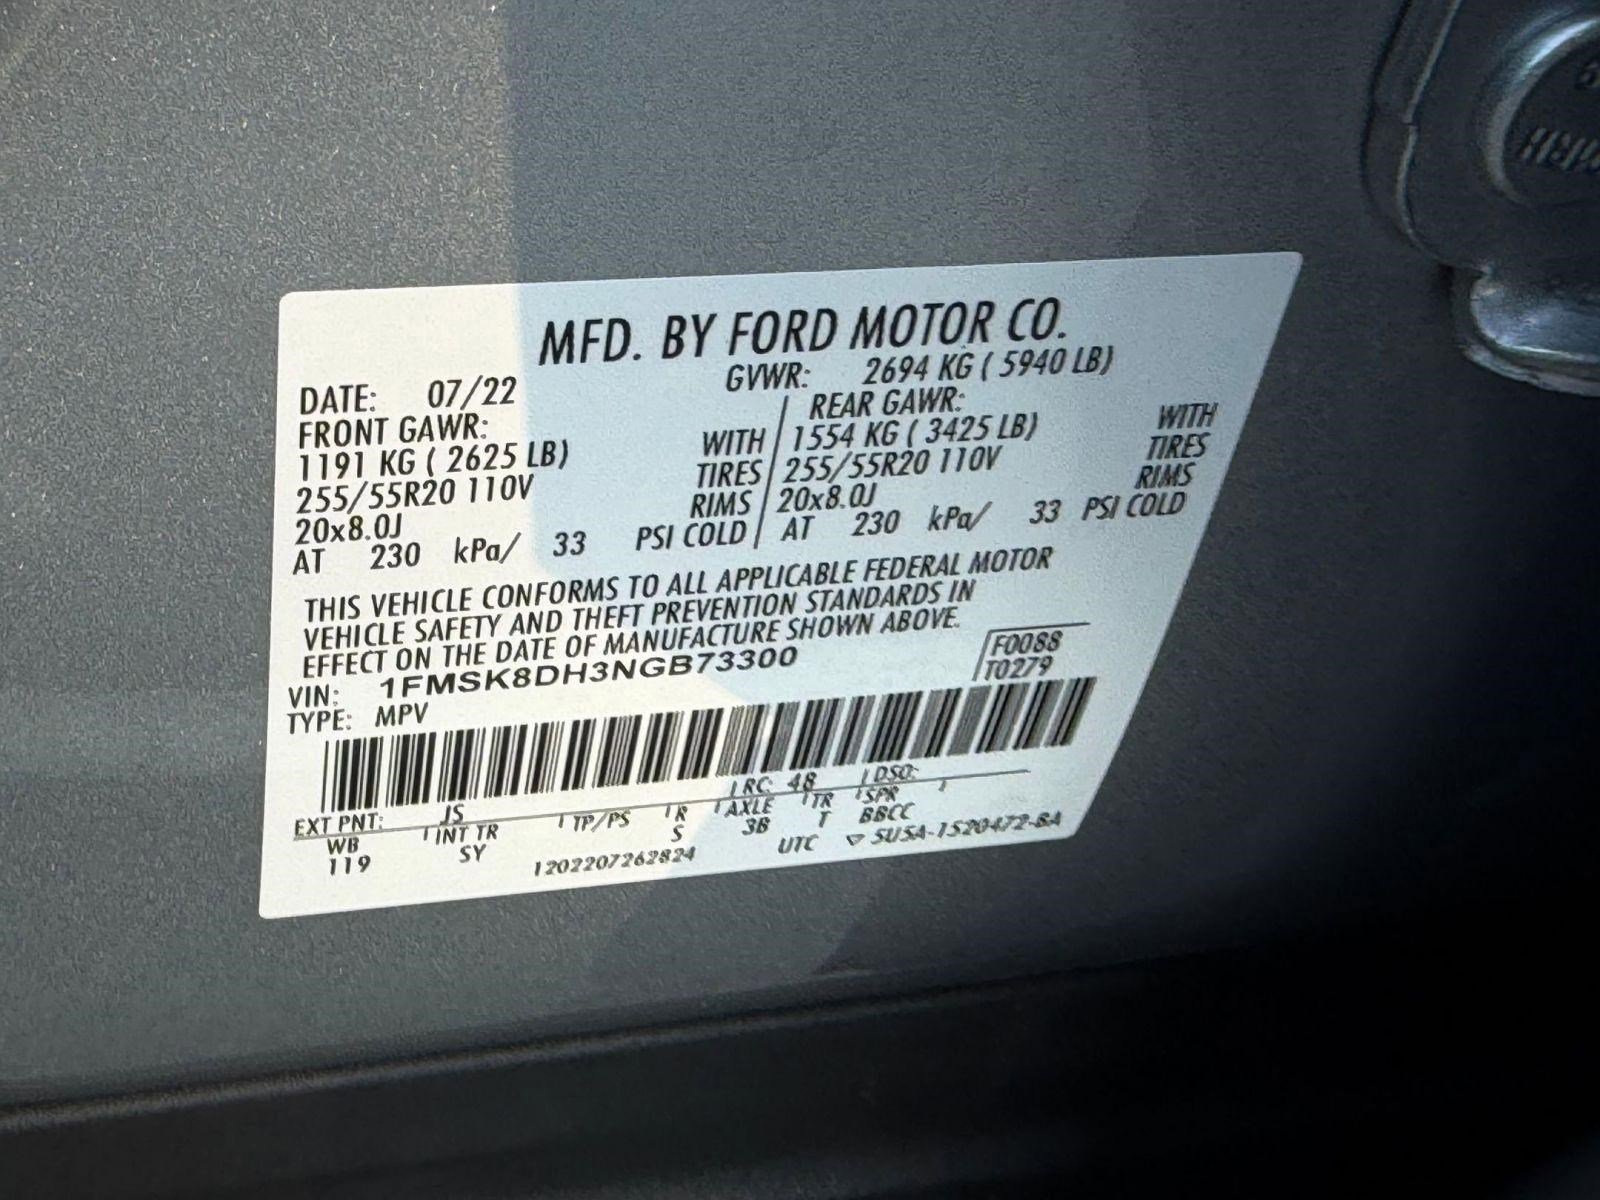 MFD. BY FORD MOTOR CO.
DATE: 07/22 GVWR: 2694 KG ( 5940 LB)
FRONT GAWR: REAR GAWR:
1191 KG ( 2625 LB) WITH 1554 KG ( 3425 LB) WITH
255/55R20 110V TIRES 255/55R20 110V TIRES
20x8.0J RIMS 20x8.0J RIMS
AT 230 kPa/ 33 PSI COLD AT 230 kPa/ 33 PSI COLD
THIS VEHICLE CONFORMS TO ALL APPLICABLE FEDERAL MOTOR
VEHICLE SAFETY AND THEFT PREVENTION STANDARDS IN
EFFECT ON THE DATE OF MANUFACTURE SHOWN ABOVE.
VIN: 1FMSK8DH3NGB73300 F0088
TYPE: MPV T0279
EXT PNT: JS RC: 48 DSO:
WB INT TR TP/PS R AXLE TR SPR
119 SY S 3B T BBCC
1202207262824 UTC ▽ 5USA-1520472-BA